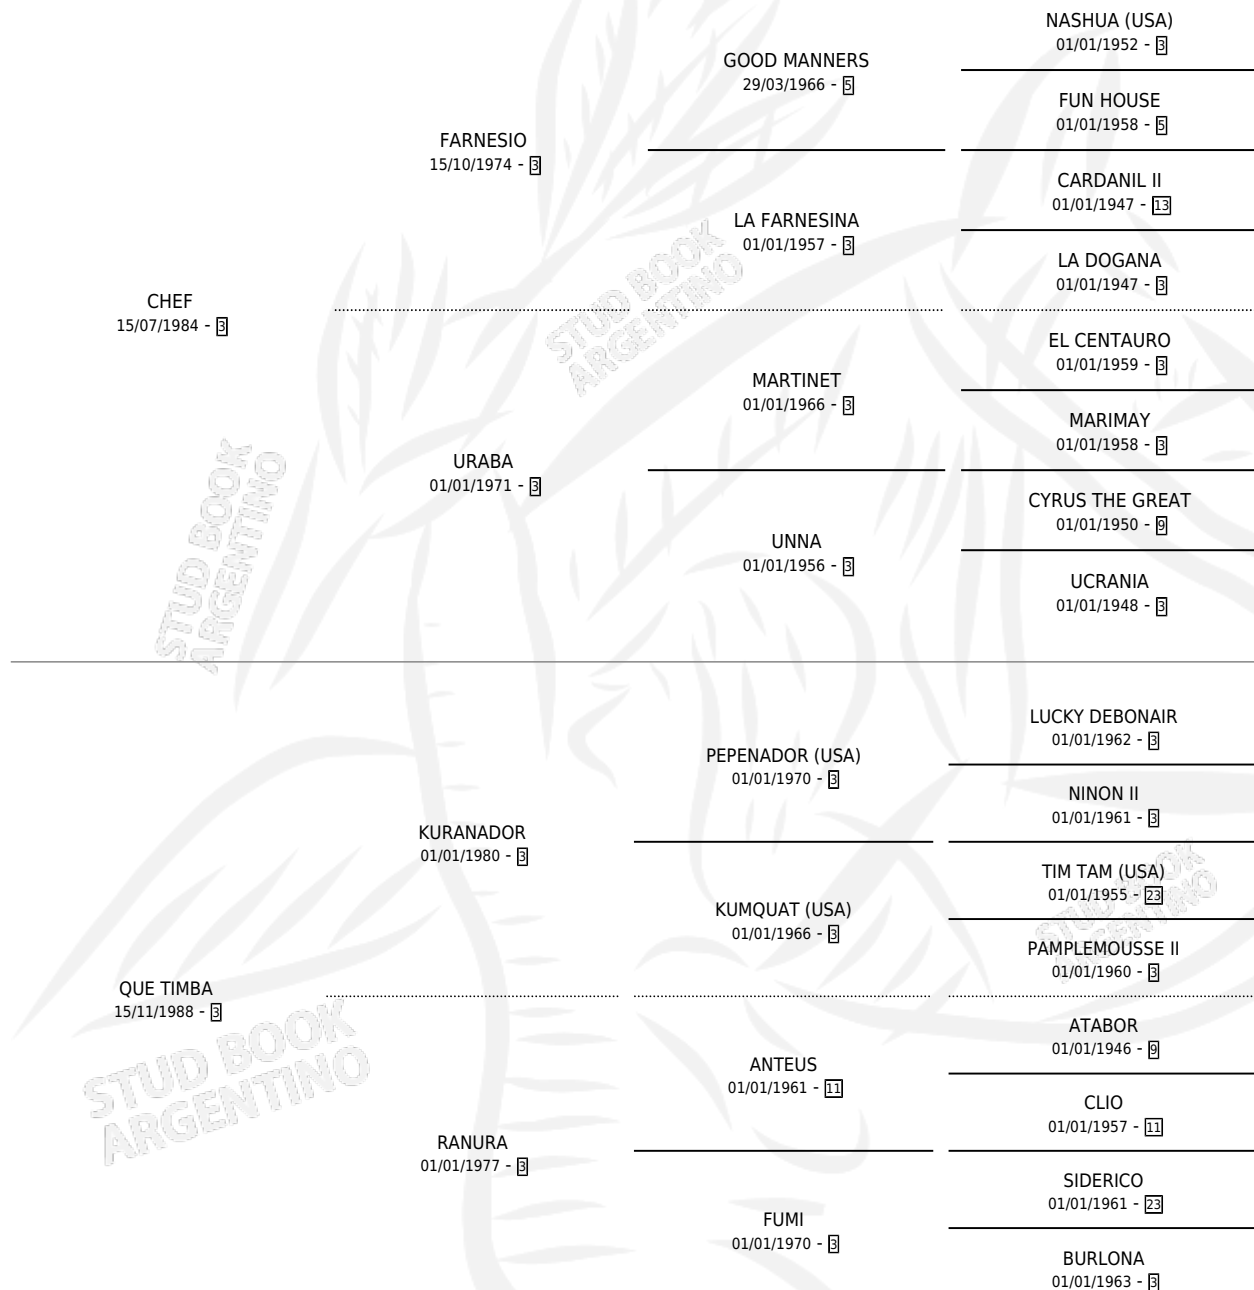 NASHUA (USA)
01/01/1952 - 3
GOOD MANNERS
29/03/1966 - 5
FUN HOUSE
01/01/1958 - 5
FARNESIO
15/10/1974 - 3
CARDANIL II
01/01/1947 - 13
LA FARNESINA
01/01/1957 - 3
LA DOGANA
01/01/1947 - 3
CHEF
15/07/1984 - 3
STUD BOOK
ARGENTINO
EL CENTAURO
01/01/1959 - 3
MARTINET
01/01/1966 - 3
MARIMAY
01/01/1958 - 3
URABA
01/01/1971 - 3
CYRUS THE GREAT
01/01/1950 - 9
UNNA
01/01/1956 - 3
UCRANIA
01/01/1948 - 3
STUD BOOK
ARGENTINO
LUCKY DEBONAIR
01/01/1962 - 3
PEPENADOR (USA)
01/01/1970 - 3
NINON II
01/01/1961 - 3
KURANADOR
01/01/1980 - 3
TIM TAM (USA)
01/01/1955 - 23
KUMQUAT (USA)
01/01/1966 - 3
STUD BOOK
ARGENTINO
PAMPLEMOUSSE II
01/01/1960 - 3
QUE TIMBA
15/11/1988 - 3
STUD BOOK
ARGENTINO
ATABOR
01/01/1946 - 9
ANTEUS
01/01/1961 - 11
CLIO
01/01/1957 - 11
RANURA
01/01/1977 - 3
SIDERICO
01/01/1961 - 23
FUMI
01/01/1970 - 3
BURLONA
01/01/1963 - 3